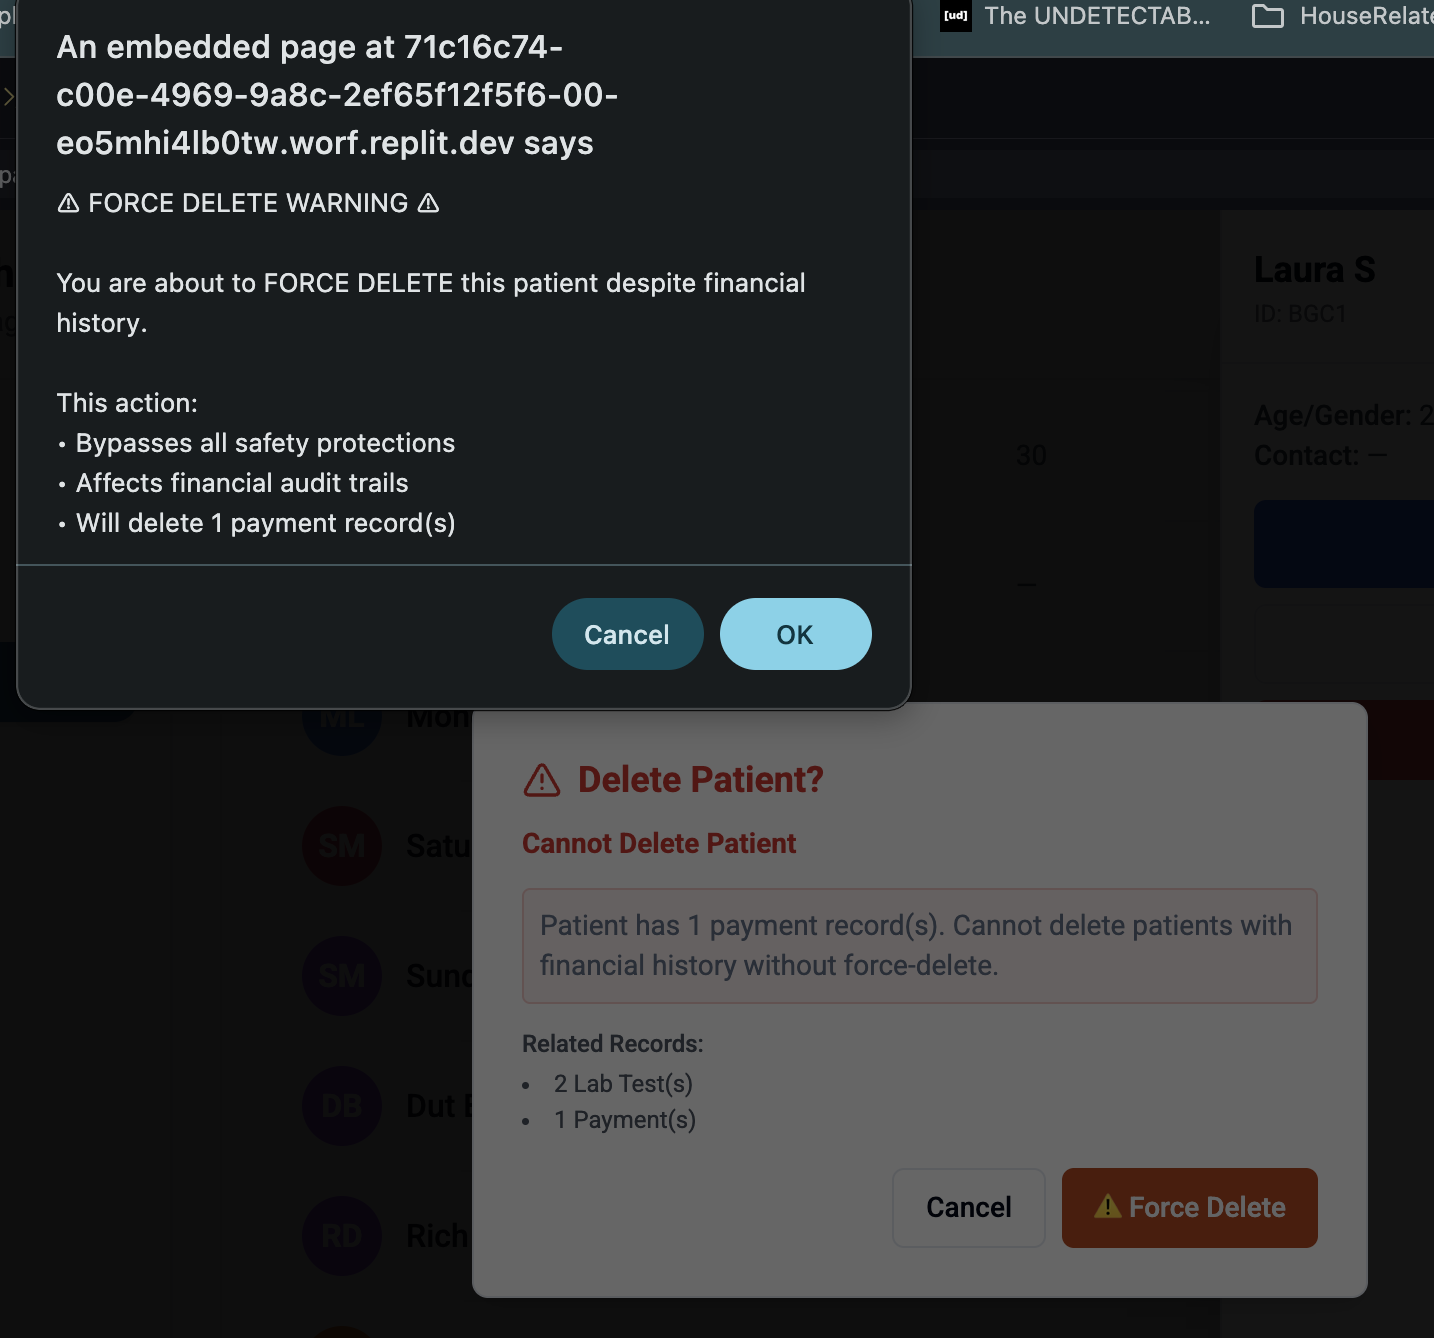 [ud] The UNDETECTAB...
HouseRelate
An embedded page at 71c16c74-
c00e-4969-9a8c-2ef65f12f5f6-00-
eo5mhi4lb0tw.worf.replit.dev says
⚠ FORCE DELETE WARNING ⚠
You are about to FORCE DELETE this patient despite financial
history.
This action:
• Bypasses all safety protections
• Affects financial audit trails
• Will delete 1 payment record(s)
Cancel
OK
Laura S
ID: BGC1
Age/Gender: 2
Contact: —
30
—
ML Mon
SM Satu
SM Sund
DB Dut B
RD Rich
Delete Patient?
Cannot Delete Patient
Patient has 1 payment record(s). Cannot delete patients with
financial history without force-delete.
Related Records:
• 2 Lab Test(s)
• 1 Payment(s)
Cancel
⚠ Force Delete